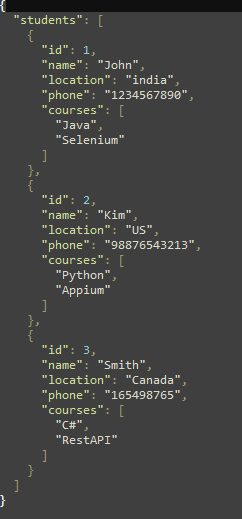 {
  "students": [
    {
      "id": 1,
      "name": "John",
      "location": "india",
      "phone": "1234567890",
      "courses": [
        "Java",
        "Selenium"
      ]
    },
    {
      "id": 2,
      "name": "Kim",
      "location": "US",
      "phone": "98876543213",
      "courses": [
        "Python",
        "Appium"
      ]
    },
    {
      "id": 3,
      "name": "Smith",
      "location": "Canada",
      "phone": "165498765",
      "courses": [
        "C#",
        "RestAPI"
      ]
    }
  ]
}